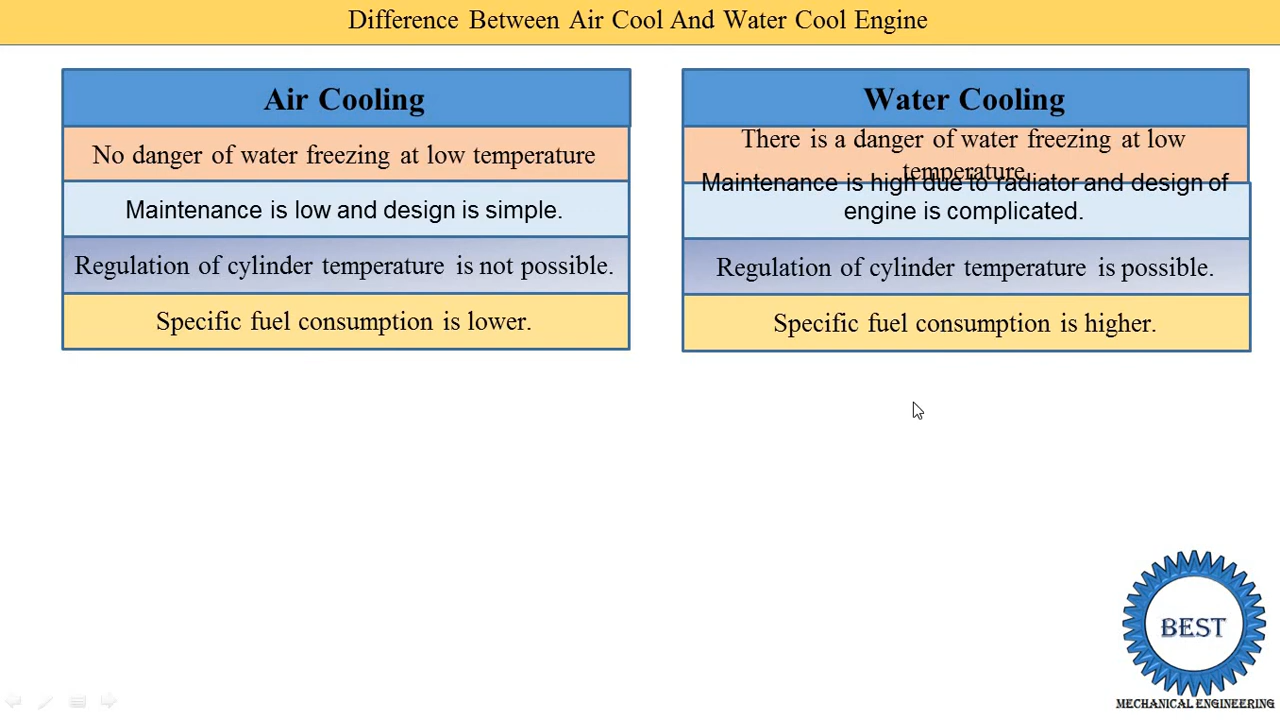 Difference Between Air Cool And Water Cool Engine
Air Cooling
No danger of water freezing at low temperature
Maintenance is low and design is simple.
Regulation of cylinder temperature is not possible.
Specific fuel consumption is lower.
Water Cooling
There is a danger of water freezing at low
temperature
Maintenance is high due to radiator and design of
engine is complicated.
Regulation of cylinder temperature is possible.
Specific fuel consumption is higher.
BEST
MECHANICAL ENGINEERING